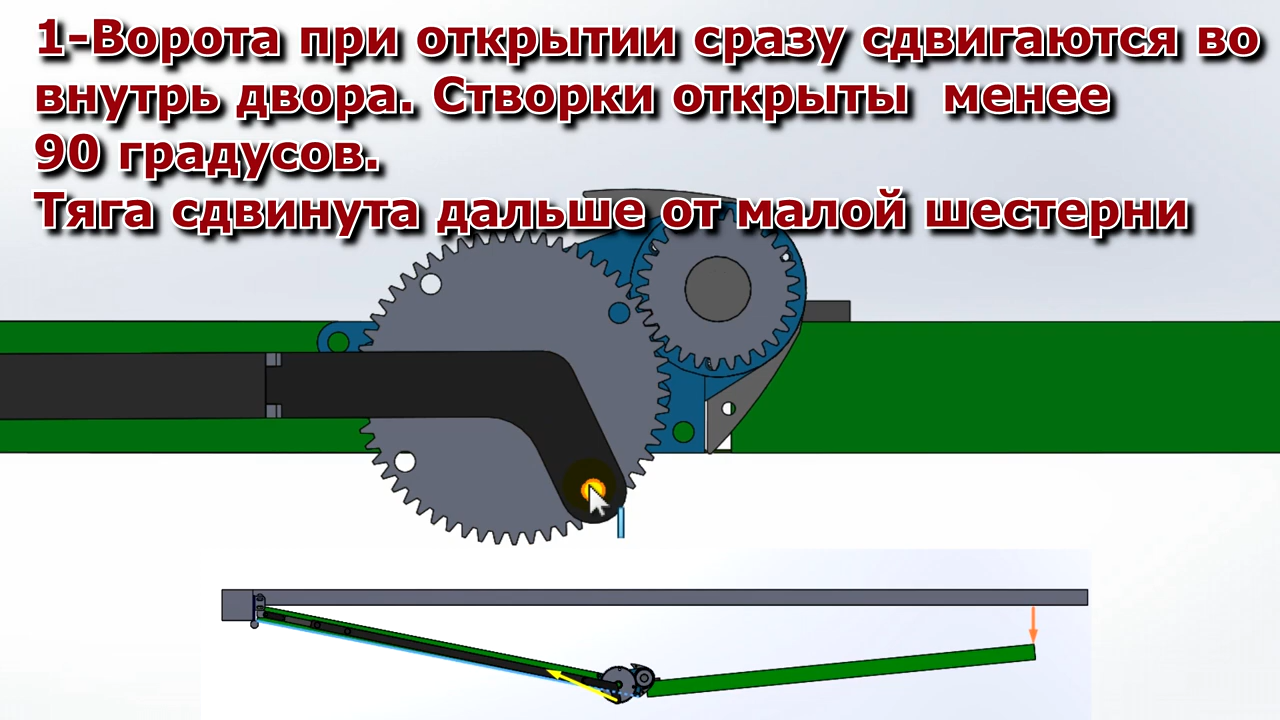 1-Ворота при открытии сразу сдвигаются во
внутрь двора. Створки открыты менее
90 градусов.
Тяга сдвинута дальше от малой шестерни